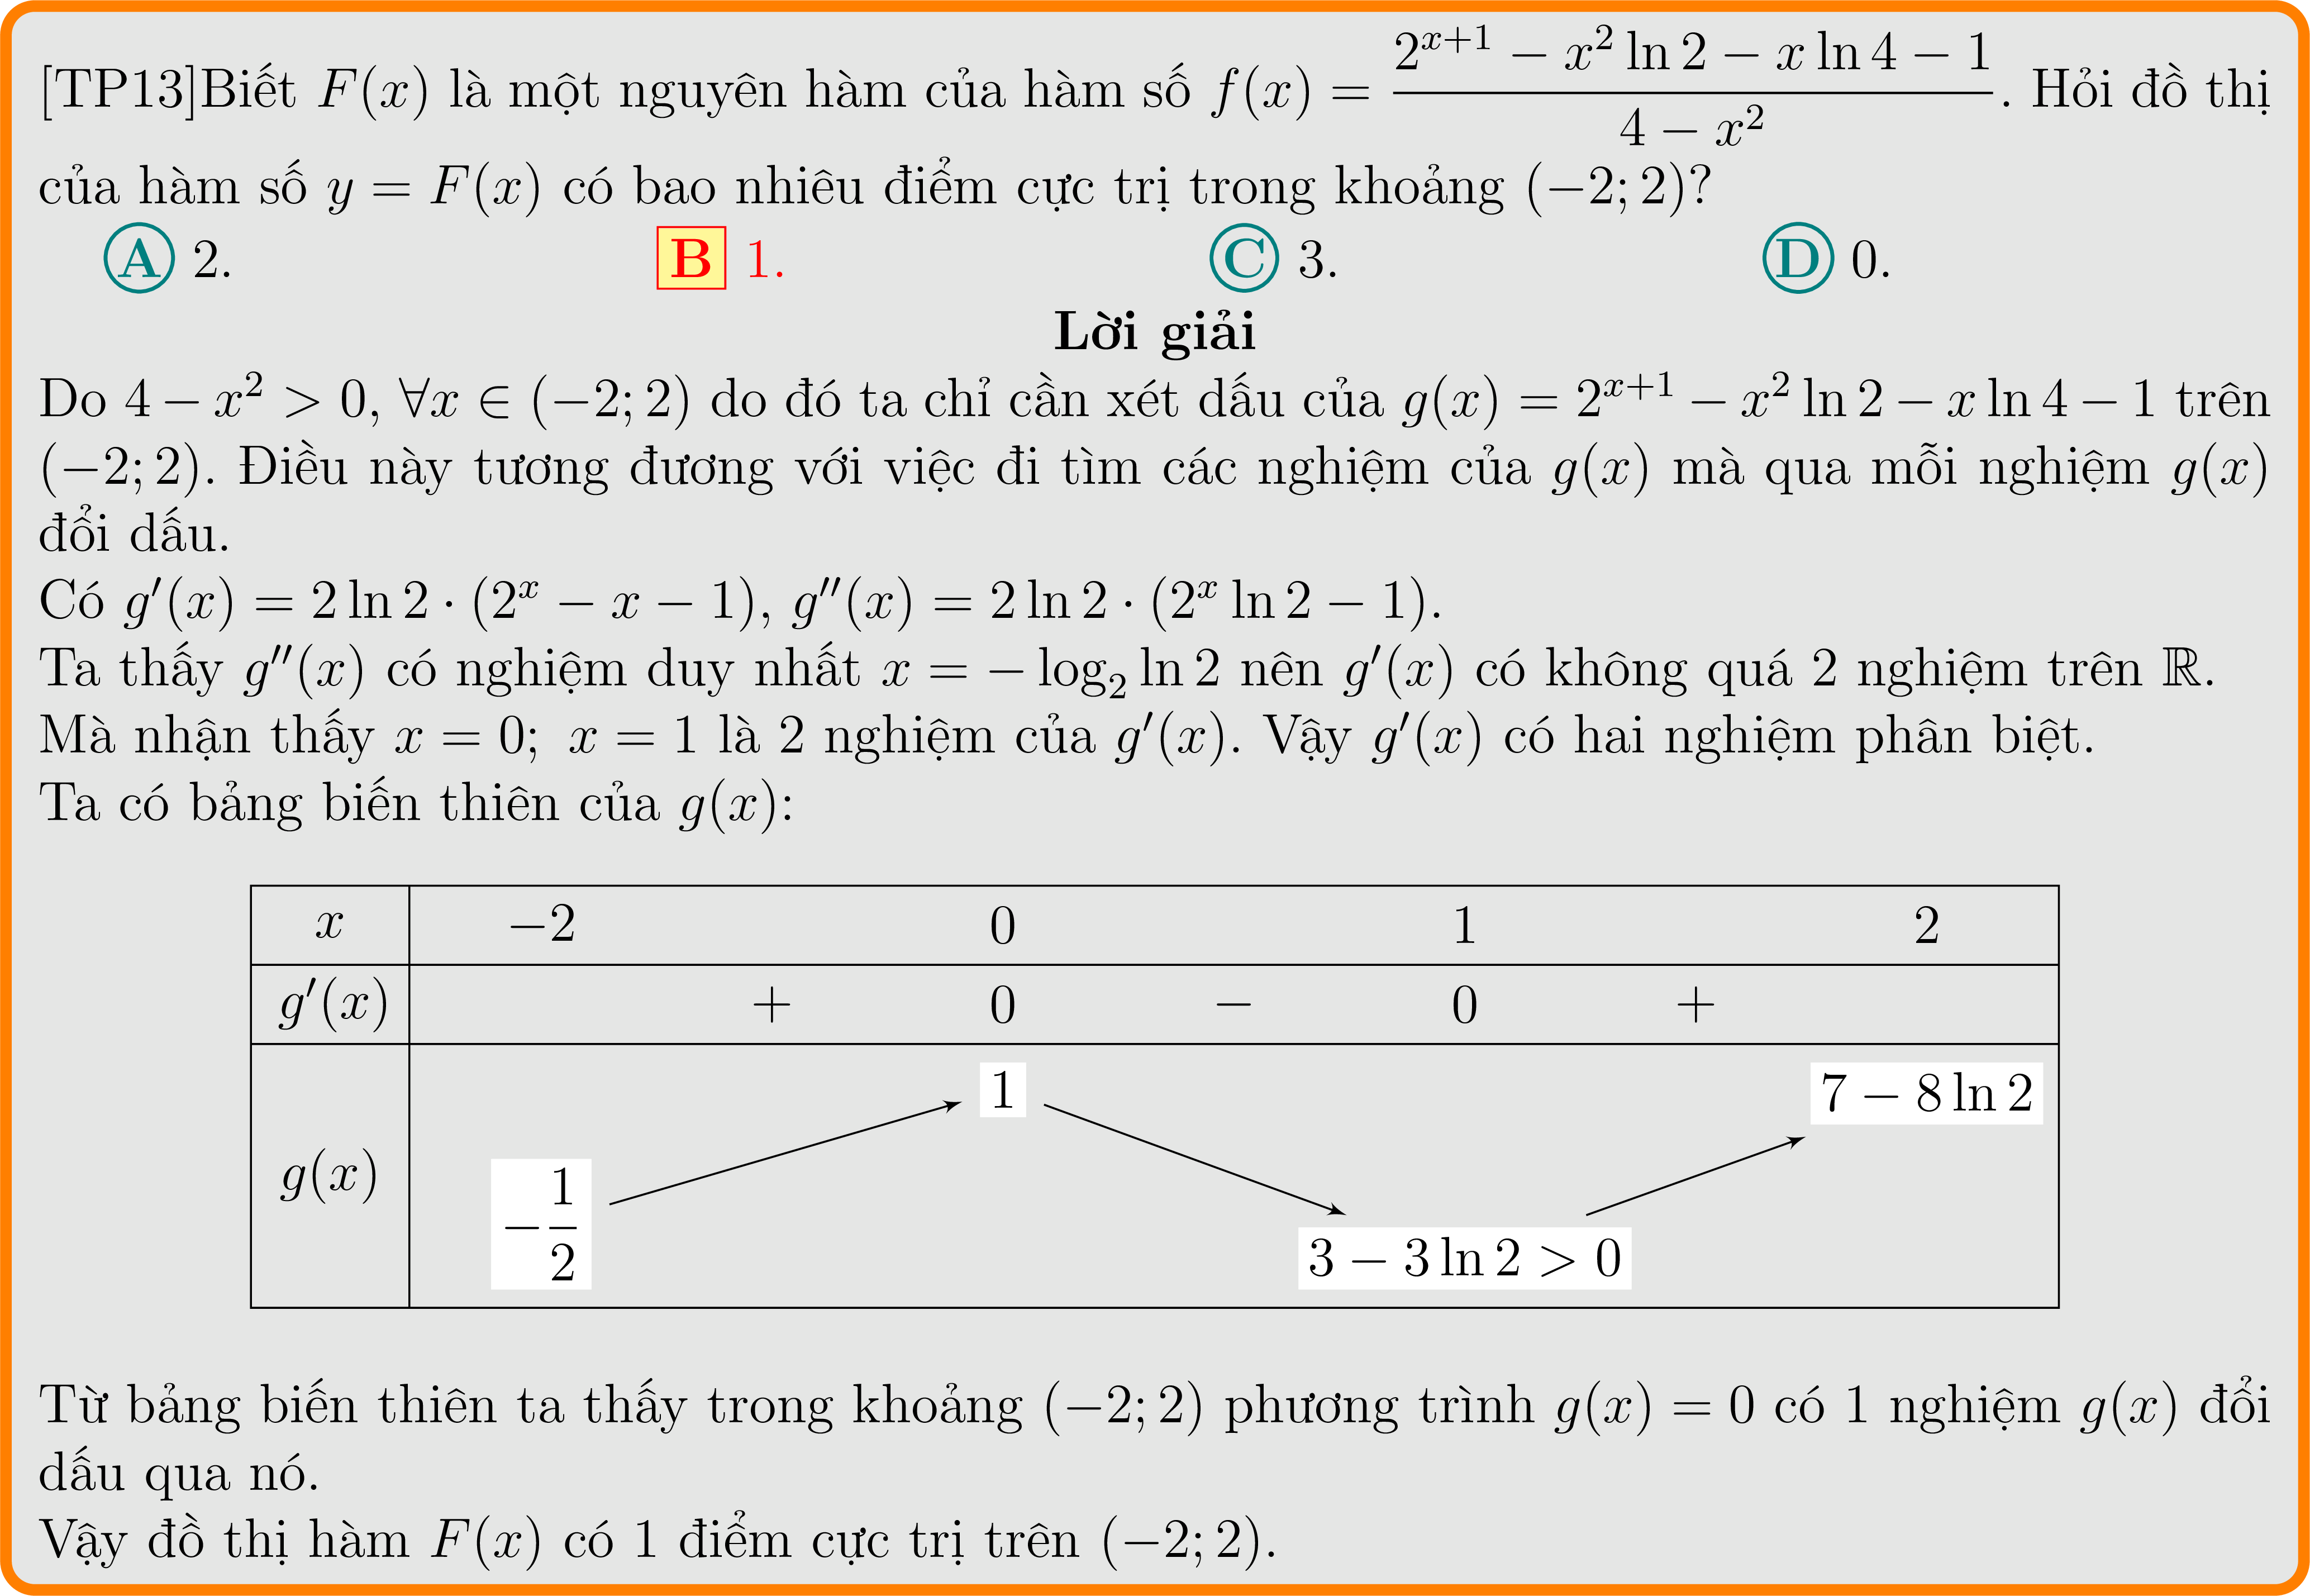 [TP13]Biết F(x) là một nguyên hàm của hàm số f(x) = \frac{2^{x+1} − x^2 ln 2 − x ln 4 − 1}{4 − x^2}. Hỏi đồ thị
của hàm số y = F(x) có bao nhiêu điểm cực trị trong khoảng (−2; 2)?
A 2. B 1. C 3. D 0.
Lời giải
Do 4 − x^2 > 0, ∀x ∈ (−2; 2) do đó ta chỉ cần xét dấu của g(x) = 2^{x+1} − x^2 ln 2 − x ln 4 − 1 trên
(−2; 2). Điều này tương đương với việc đi tìm các nghiệm của g(x) mà qua mỗi nghiệm g(x)
đổi dấu.
Có g′(x) = 2 ln 2 · (2^x − x − 1), g″(x) = 2 ln 2 · (2^x ln 2 − 1).
Ta thấy g″(x) có nghiệm duy nhất x = − log_2 ln 2 nên g′(x) có không quá 2 nghiệm trên ℝ.
Mà nhận thấy x = 0; x = 1 là 2 nghiệm của g′(x). Vậy g′(x) có hai nghiệm phân biệt.
Ta có bảng biến thiên của g(x):
x −2 0 1 2
g′(x) + 0 − 0 +
g(x) −\frac{1}{2} 1 3 − 3 ln 2 > 0 7 − 8 ln 2
Từ bảng biến thiên ta thấy trong khoảng (−2; 2) phương trình g(x) = 0 có 1 nghiệm g(x) đổi
dấu qua nó.
Vậy đồ thị hàm F(x) có 1 điểm cực trị trên (−2; 2).